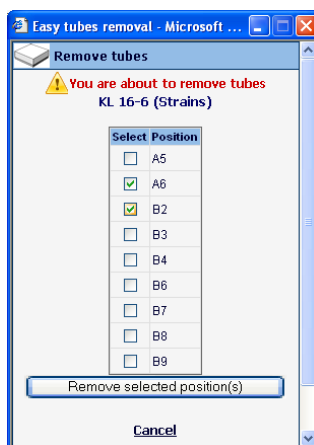 Easy tubes removal - Microsoft ...
Remove tubes
You are about to remove tubes
KL 16-6 (Strains)
Select Position
A5
A6
B2
B3
B4
B6
B7
B8
B9
Remove selected position(s)
Cancel